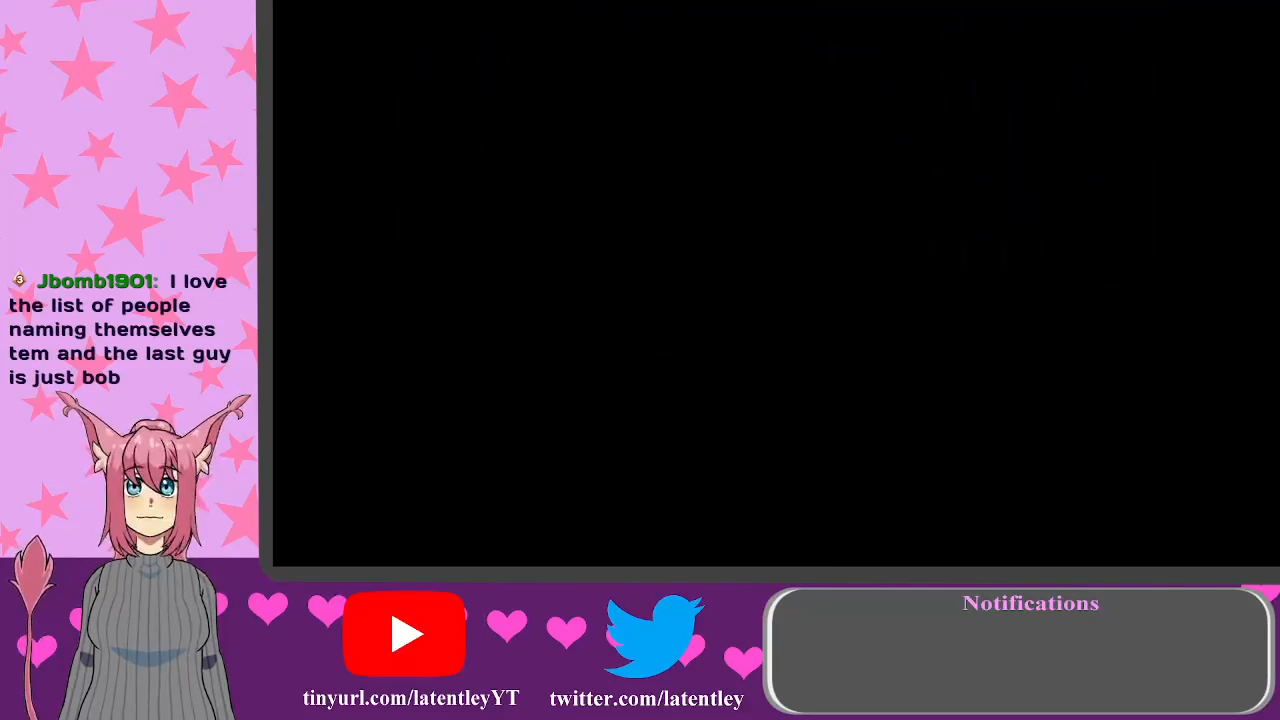 Jbomb1901: I love
the list of people
naming themselves
tem and the last guy
is just bob
Notifications
tinyurl.com/latentleyYT
twitter.com/latentley